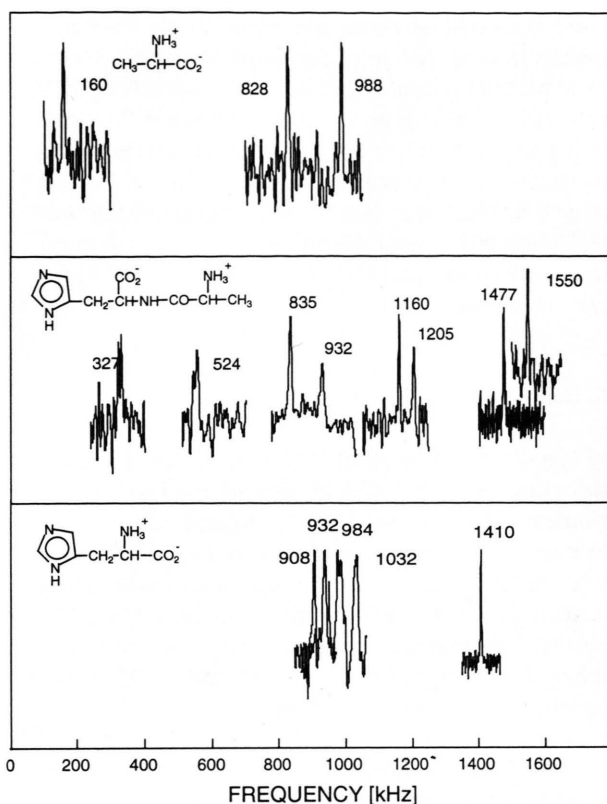 NH₃⁺
CH₃-CH-CO₂⁻
160
828
988
N
NH
CO₂⁻
NH₃⁺
CH₂-CH-NH-CO-CH-CH₃
327
524
835
932
1160
1205
1477
1550
N
NH
NH₃⁺
CH₂-CH-CO₂⁻
908
932
984
1032
1410
0 200 400 600 800 1000 1200 1400 1600
FREQUENCY [kHz]